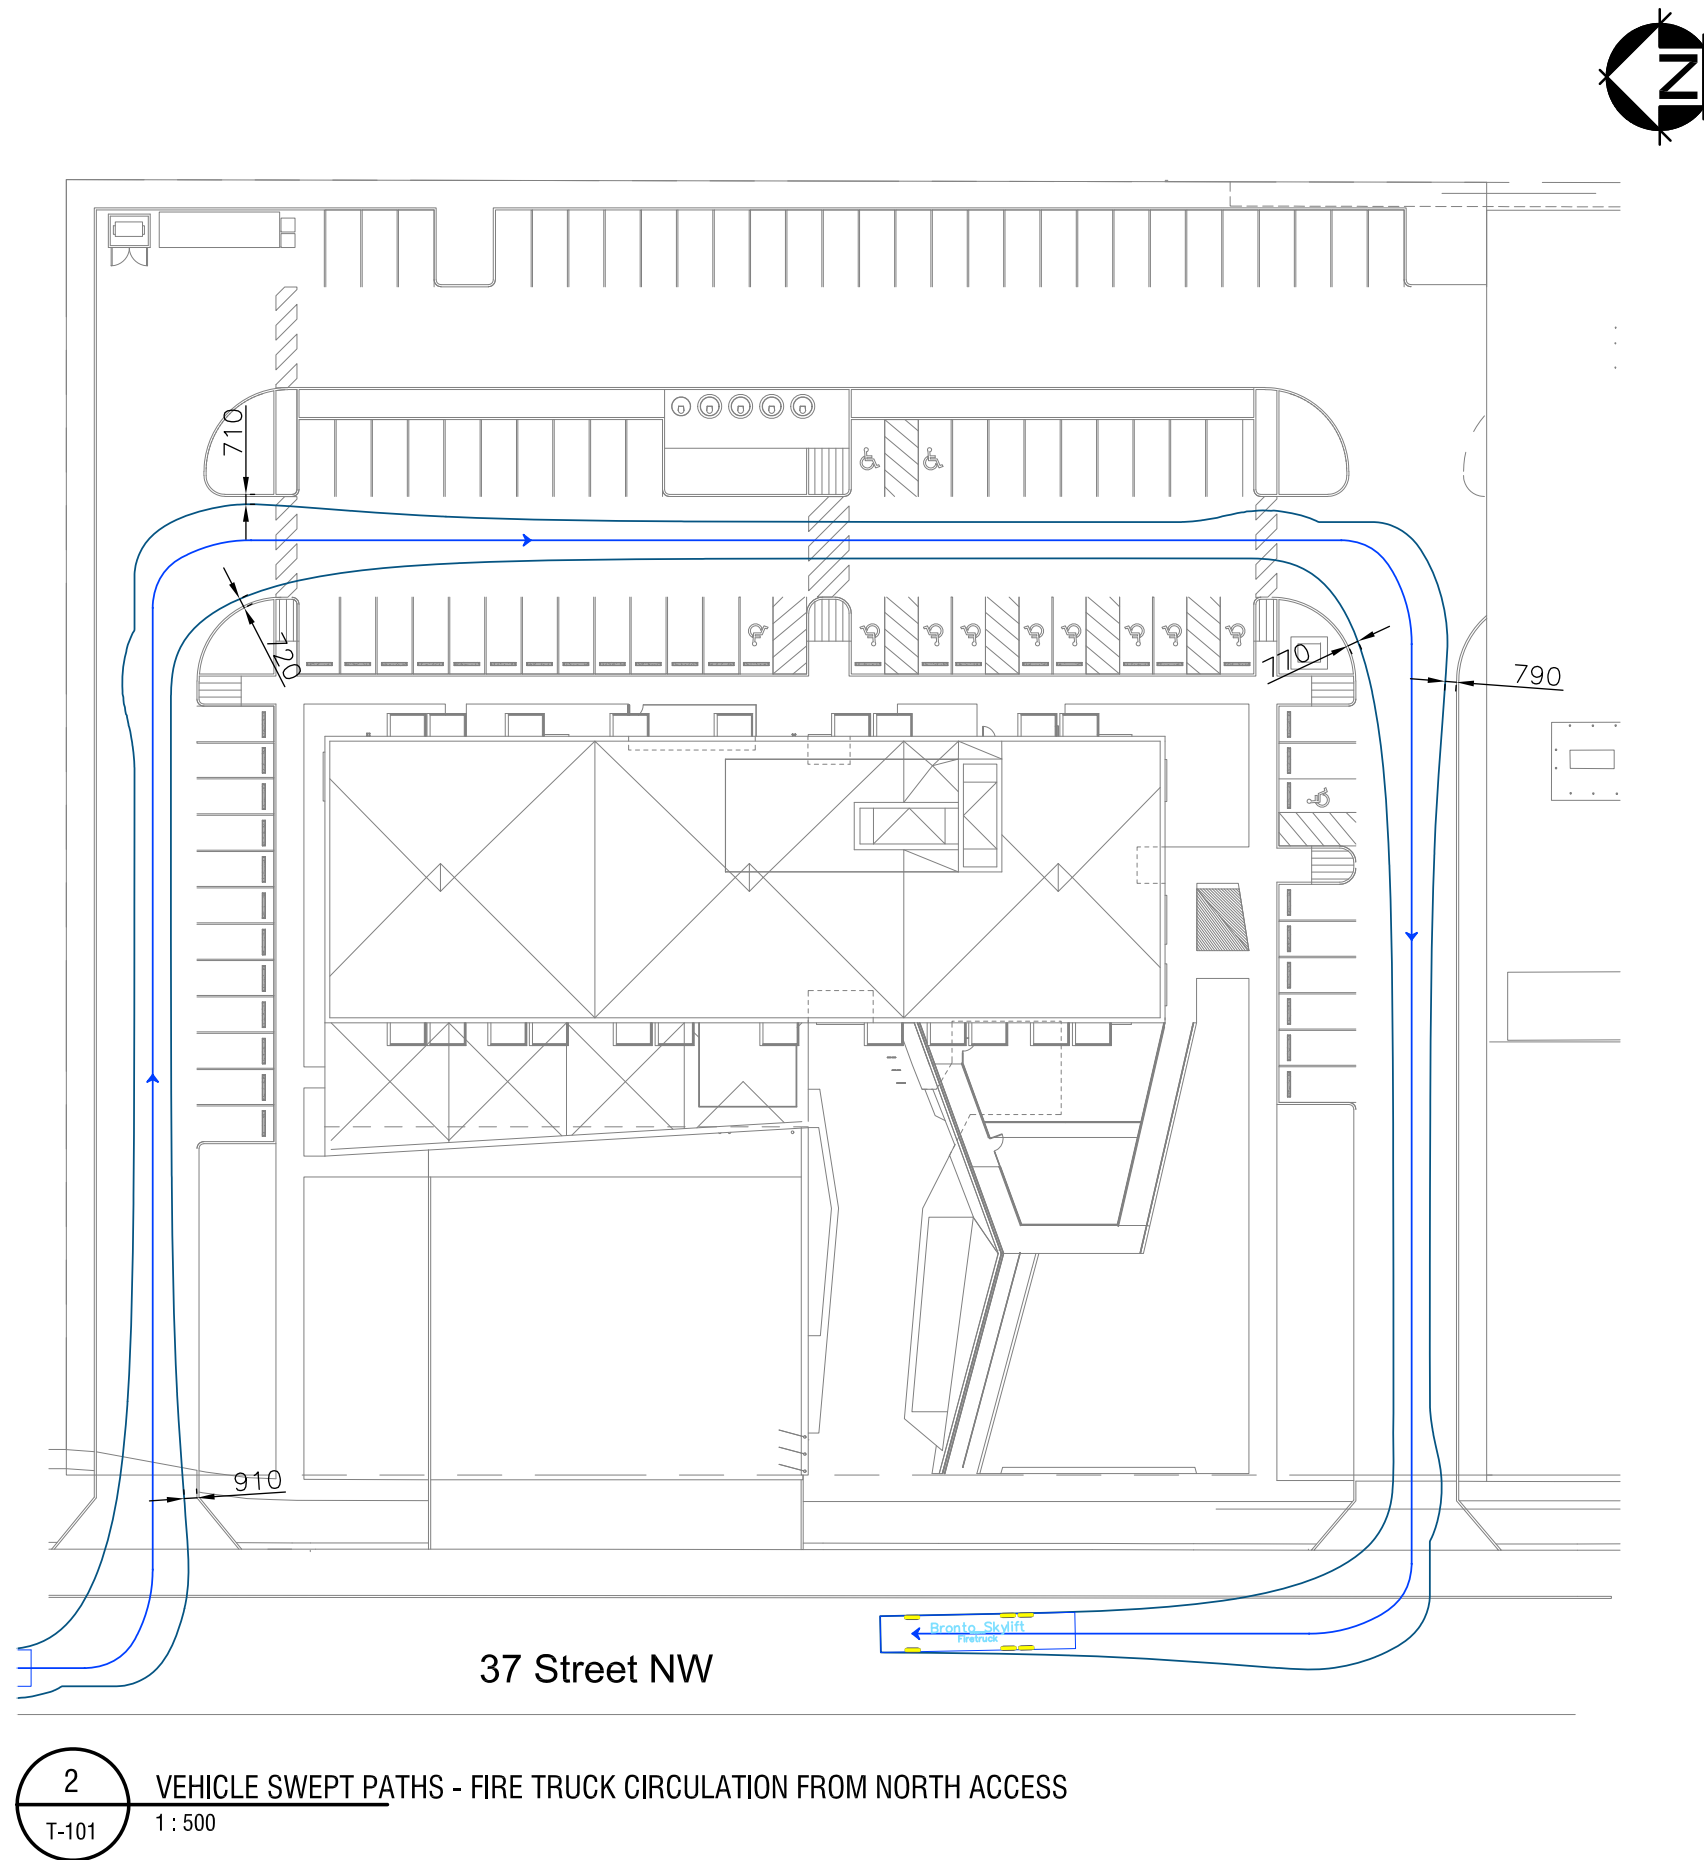 N
710
720
770
790
910
Bronto Skylift
Firetruck
37 Street NW
2
T-101
VEHICLE SWEPT PATHS - FIRE TRUCK CIRCULATION FROM NORTH ACCESS
1 : 500